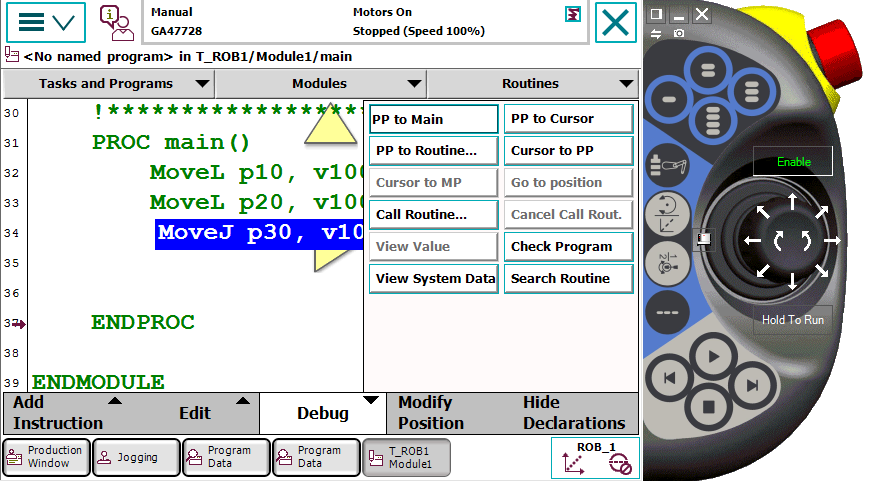 Manual
GA47728
Motors On
Stopped (Speed 100%)
<No named program> in T_ROB1/Module1/main
Tasks and Programs
Modules
Routines
30 !*****************
31 PROC main()
32 MoveL p10, v100
33 MoveL p20, v100
34 MoveJ p30, v10
35
36
37 ENDPROC
38
39 ENDMODULE
PP to Main
PP to Cursor
PP to Routine...
Cursor to PP
Cursor to MP
Go to position
Call Routine...
Cancel Call Rout.
View Value
Check Program
View System Data
Search Routine
Add
Instruction
Edit
Debug
Modify
Position
Hide
Declarations
Production
Window
Jogging
Program
Data
Program
Data
T_ROB1
Module1
ROB_1
Enable
Hold To Run